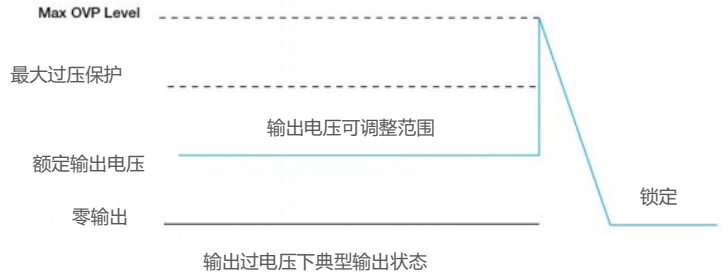 Max OVP Level
最大过压保护
输出电压可调整范围
额定输出电压
锁定
零输出
输出过电压下典型输出状态